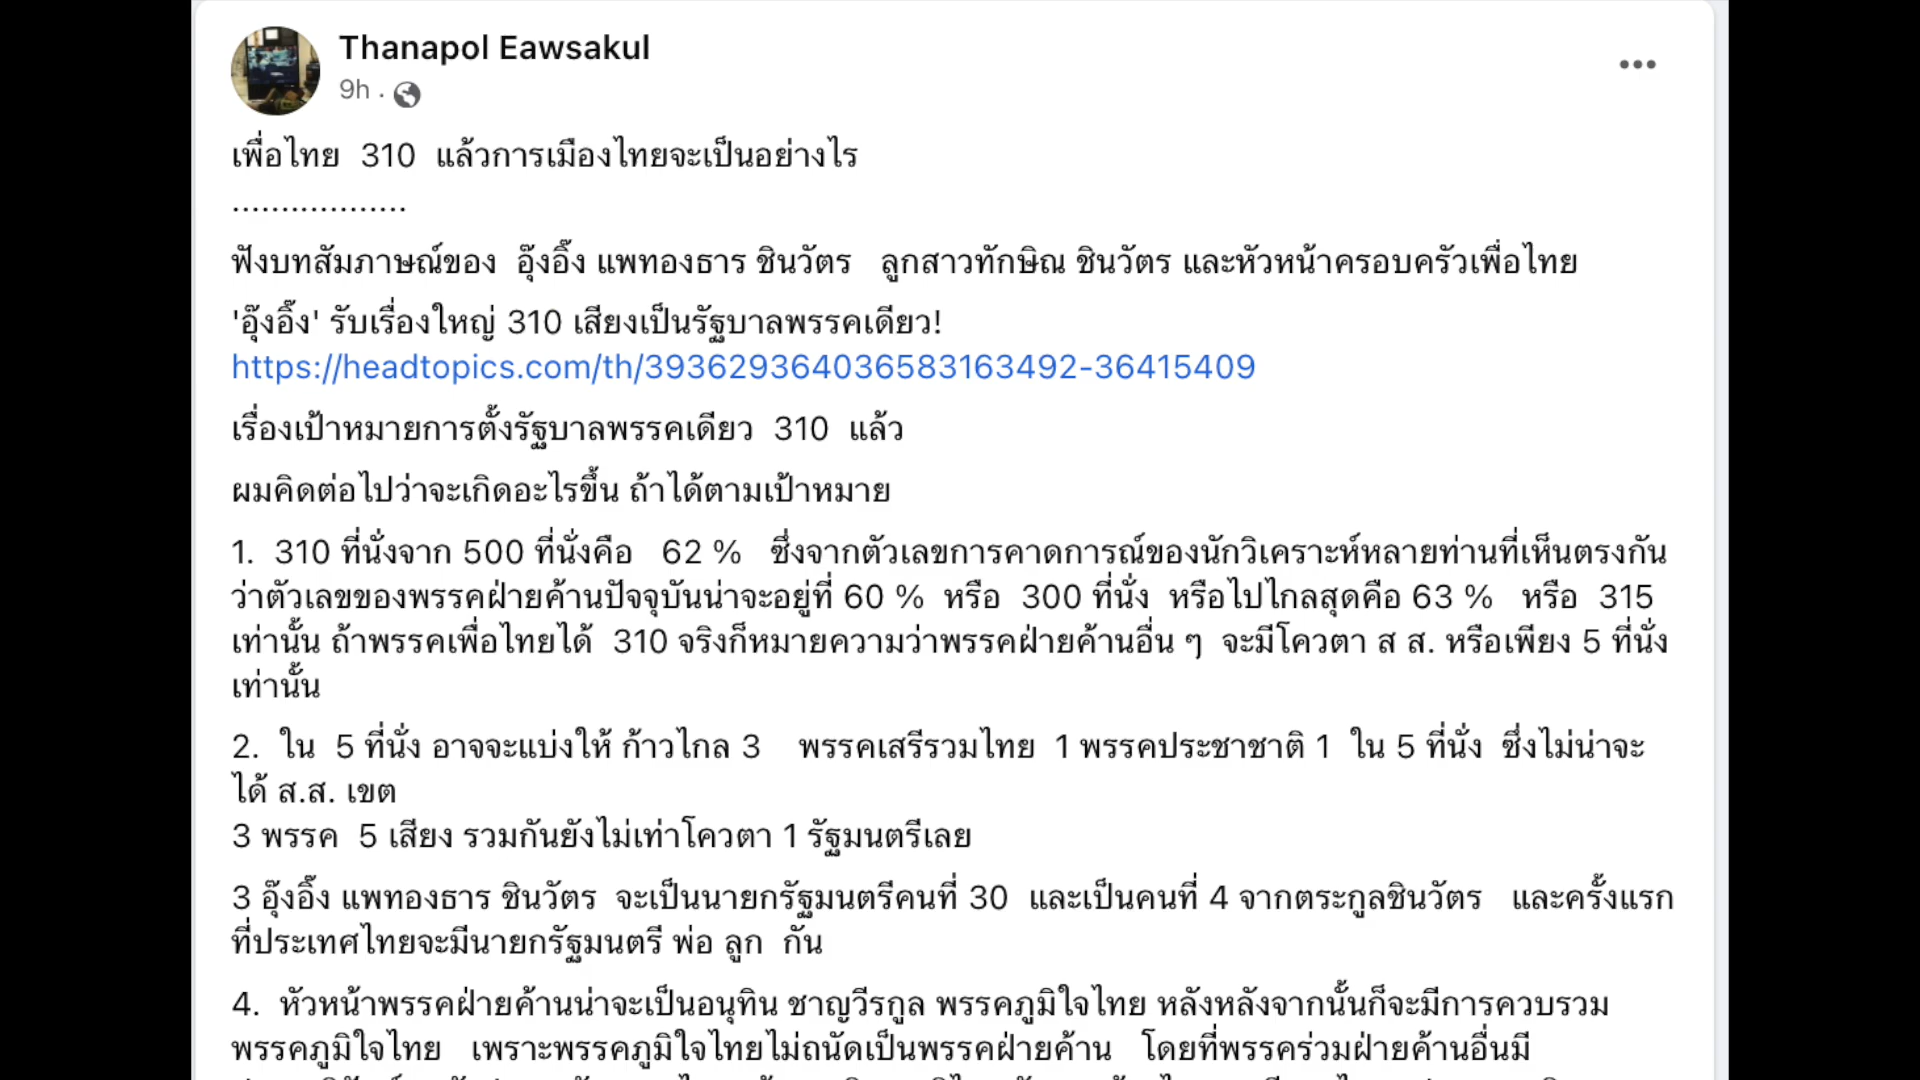 Thanapol Eawsakul
9h ·
เพื่อไทย 310 แล้วการเมืองไทยจะเป็นอย่างไร
..................
ฟังบทสัมภาษณ์ของ อุ๊งอิ๊ง แพทองธาร ชินวัตร ลูกสาวทักษิณ ชินวัตร และหัวหน้าครอบครัวเพื่อไทย
'อุ๊งอิ๊ง' รับเรื่องใหญ่ 310 เสียงเป็นรัฐบาลพรรคเดียว!
https://headtopics.com/th/393629364036583163492-36415409
เรื่องเป้าหมายการตั้งรัฐบาลพรรคเดียว 310 แล้ว
ผมคิดต่อไปว่าจะเกิดอะไรขึ้น ถ้าได้ตามเป้าหมาย
1. 310 ที่นั่งจาก 500 ที่นั่งคือ 62 % ซึ่งจากตัวเลขการคาดการณ์ของนักวิเคราะห์หลายท่านที่เห็นตรงกัน
ว่าตัวเลขของพรรคฝ่ายค้านปัจจุบันน่าจะอยู่ที่ 60 % หรือ 300 ที่นั่ง หรือไปไกลสุดคือ 63 % หรือ 315
เท่านั้น ถ้าพรรคเพื่อไทยได้ 310 จริงก็หมายความว่าพรรคฝ่ายค้านอื่น ๆ จะมีโควตา ส ส. หรือเพียง 5 ที่นั่ง
เท่านั้น
2. ใน 5 ที่นั่ง อาจจะแบ่งให้ ก้าวไกล 3 พรรคเสรีรวมไทย 1 พรรคประชาชาติ 1 ใน 5 ที่นั่ง ซึ่งไม่น่าจะ
ได้ ส.ส. เขต
3 พรรค 5 เสียง รวมกันยังไม่เท่าโควตา 1 รัฐมนตรีเลย
3 อุ๊งอิ๊ง แพทองธาร ชินวัตร จะเป็นนายกรัฐมนตรีคนที่ 30 และเป็นคนที่ 4 จากตระกูลชินวัตร และครั้งแรก
ที่ประเทศไทยจะมีนายกรัฐมนตรี พ่อ ลูก กัน
4. หัวหน้าพรรคฝ่ายค้านน่าจะเป็นอนุทิน ชาญวีรกูล พรรคภูมิใจไทย หลังหลังจากนั้นก็จะมีการควบรวม
พรรคภูมิใจไทย เพราะพรรคภูมิใจไทยไม่ถนัดเป็นพรรคฝ่ายค้าน โดยที่พรรคร่วมฝ่ายค้านอื่นมี